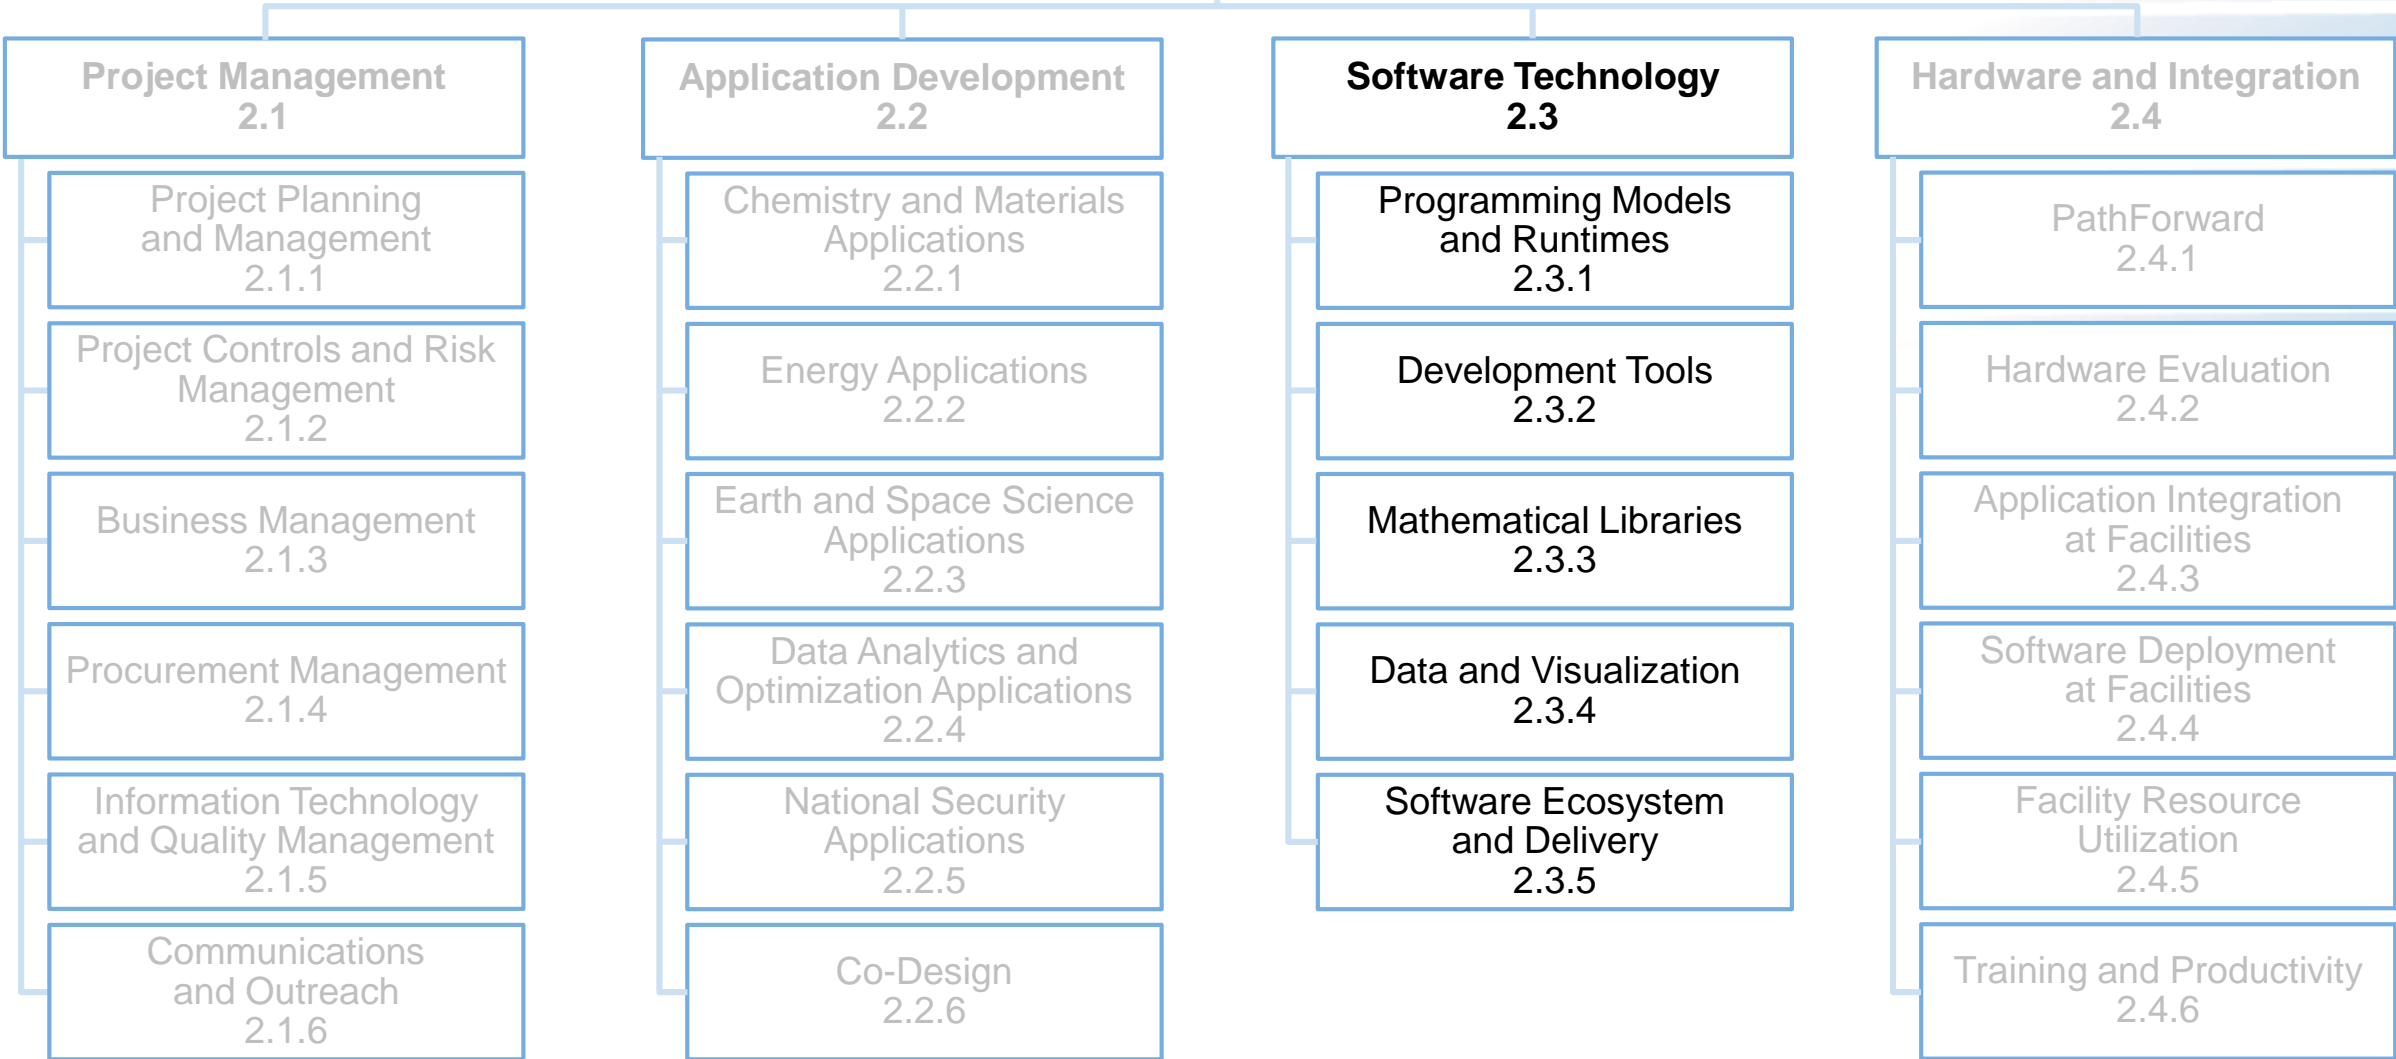 Project Management
2.1
Project Planning
and Management
2.1.1
Project Controls and Risk
Management
2.1.2
Business Management
2.1.3
Procurement Management
2.1.4
Information Technology
and Quality Management
2.1.5
Communications
and Outreach
2.1.6
Application Development
2.2
Chemistry and Materials
Applications
2.2.1
Energy Applications
2.2.2
Earth and Space Science
Applications
2.2.3
Data Analytics and
Optimization Applications
2.2.4
National Security
Applications
2.2.5
Co-Design
2.2.6
Software Technology
2.3
Programming Models
and Runtimes
2.3.1
Development Tools
2.3.2
Mathematical Libraries
2.3.3
Data and Visualization
2.3.4
Software Ecosystem
and Delivery
2.3.5
Hardware and Integration
2.4
PathForward
2.4.1
Hardware Evaluation
2.4.2
Application Integration
at Facilities
2.4.3
Software Deployment
at Facilities
2.4.4
Facility Resource
Utilization
2.4.5
Training and Productivity
2.4.6